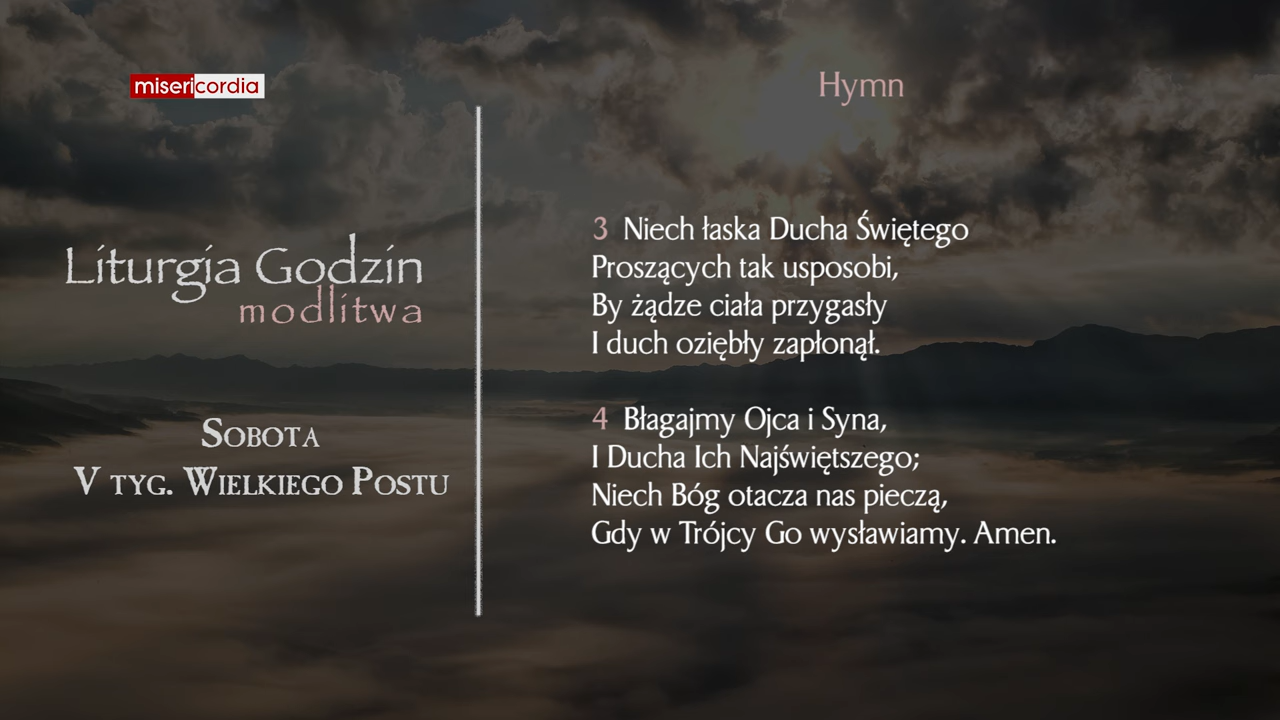 misericordia
Liturgia Godzin
modlitwa
Sobota
V tyg. Wielkiego Postu
Hymn
3 Niech łaska Ducha Świętego
Proszących tak usposobi,
By żądze ciała przygasły
I duch oziębły zapłonął.
4 Błagajmy Ojca i Syna,
I Ducha Ich Najświętszego;
Niech Bóg otacza nas pieczą,
Gdy w Trójcy Go wysławiamy. Amen.